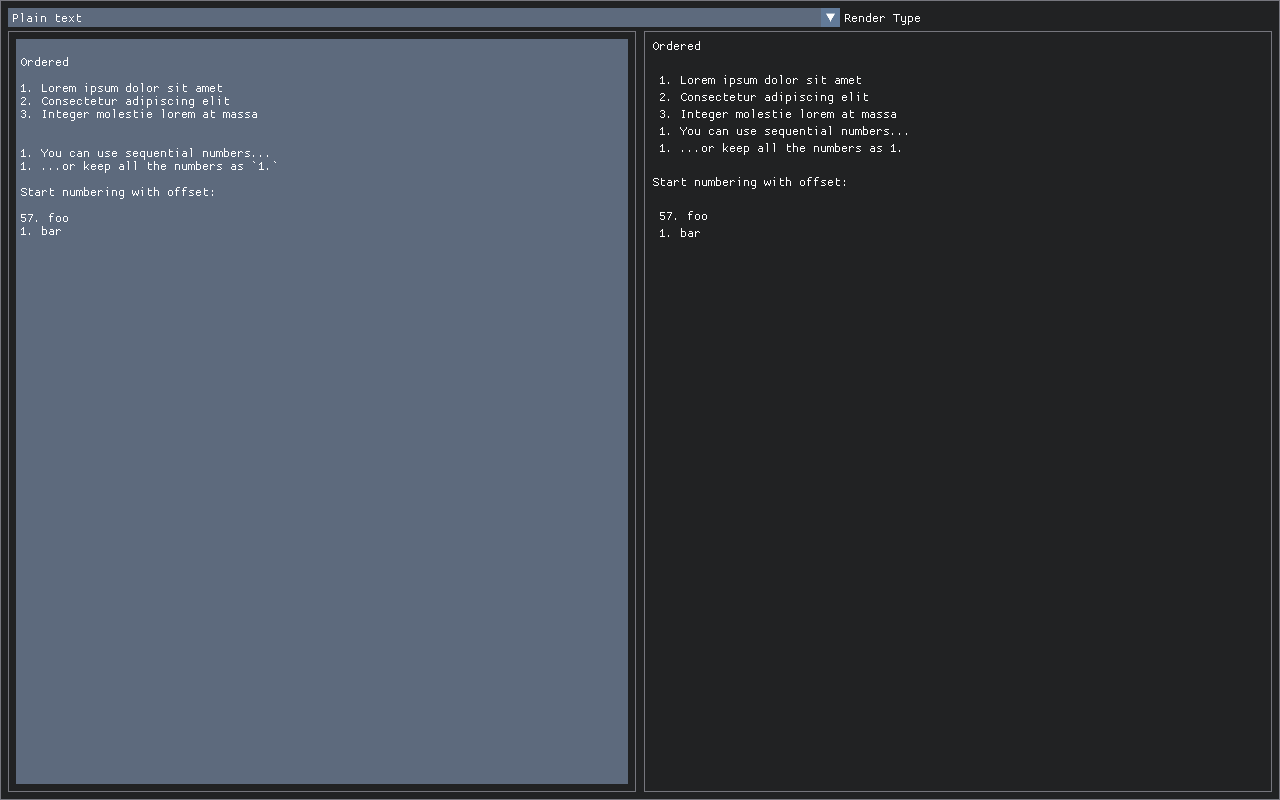 Plain text
Render Type
Ordered
1. Lorem ipsum dolor sit amet
2. Consectetur adipiscing elit
3. Integer molestie lorem at massa
1. You can use sequential numbers...
1. ...or keep all the numbers as `1.`
Start numbering with offset:
57. foo
1. bar
Ordered
1. Lorem ipsum dolor sit amet
2. Consectetur adipiscing elit
3. Integer molestie lorem at massa
1. You can use sequential numbers...
1. ...or keep all the numbers as 1.
Start numbering with offset:
57. foo
1. bar